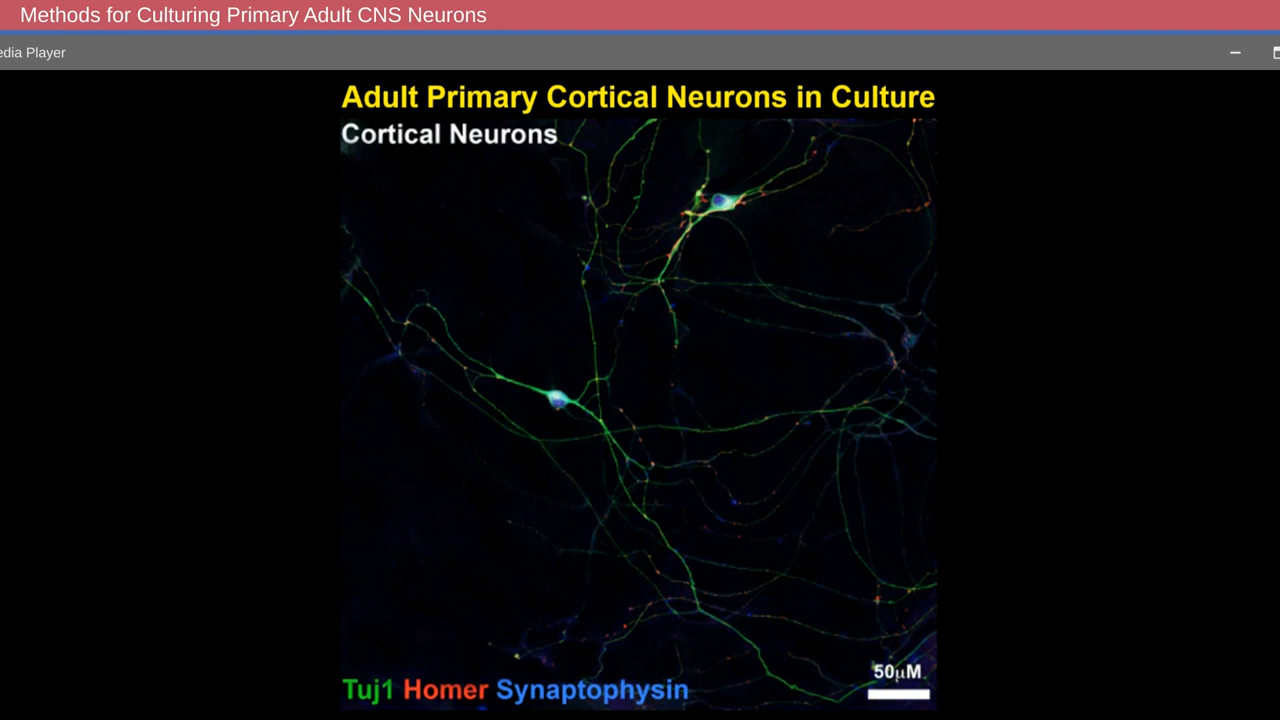 Methods for Culturing Primary Adult CNS Neurons
edia Player
Adult Primary Cortical Neurons in Culture
Cortical Neurons
50µM
Tuj1 Homer Synaptophysin